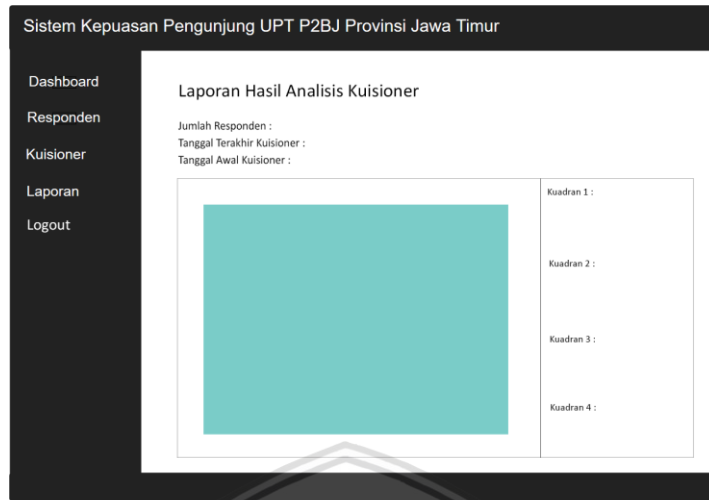 Sistem Kepuasan Pengunjung UPT P2BJ Provinsi Jawa Timur
Dashboard
Responden
Kuisioner
Laporan
Logout
Laporan Hasil Analisis Kuisioner
Jumlah Responden :
Tanggal Terakhir Kuisioner :
Tanggal Awal Kuisioner :
Kuadran 1 :
Kuadran 2 :
Kuadran 3 :
Kuadran 4 :